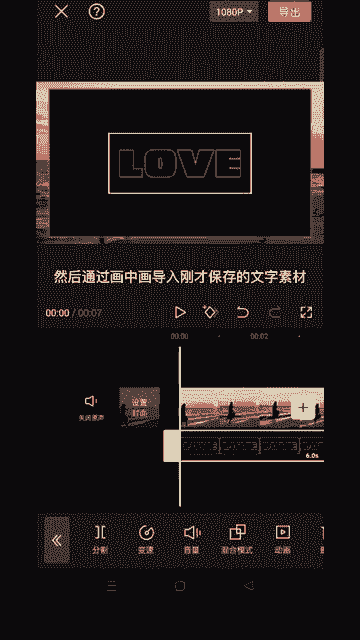 1080P 导出
LOVE
然后通过画中画导入刚才保存的文字素材
00:00 / 00:07
00:00 00:02
关闭原声
设置
封面
6.0s
分割 变速 音量 混合模式 动画